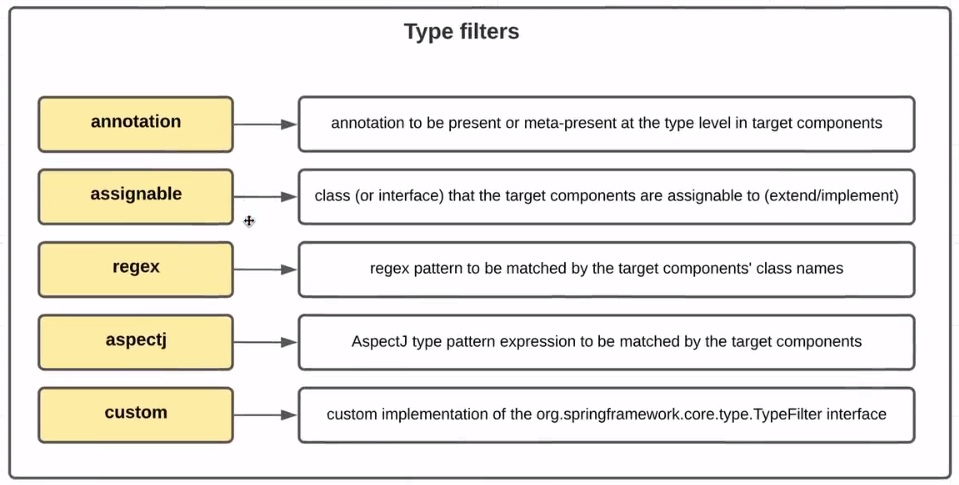 Type filters
annotation
annotation to be present or meta-present at the type level in target components
assignable
class (or interface) that the target components are assignable to (extend/implement)
regex
regex pattern to be matched by the target components' class names
aspectj
AspectJ type pattern expression to be matched by the target components
custom
custom implementation of the org.springframework.core.type.TypeFilter interface